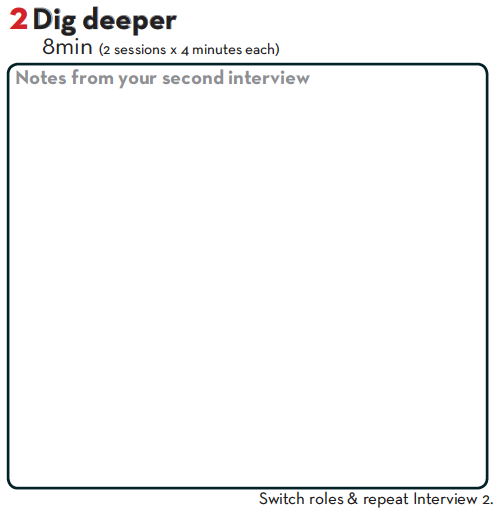 2 Dig deeper
8min (2 sessions x 4 minutes each)
Notes from your second interview
Switch roles & repeat Interview 2.